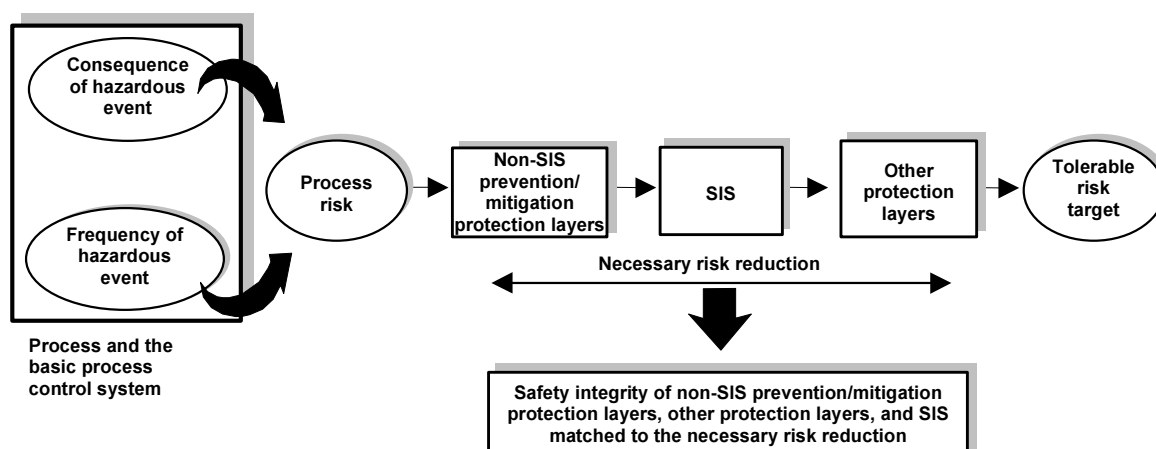 Consequence
of hazardous
event
Frequency of
hazardous
event
Process and the
basic process
control system
Process
risk
Non-SIS
prevention/
mitigation
protection layers
SIS
Other
protection
layers
Tolerable
risk
target
Necessary risk reduction
Safety integrity of non-SIS prevention/mitigation
protection layers, other protection layers, and SIS
matched to the necessary risk reduction